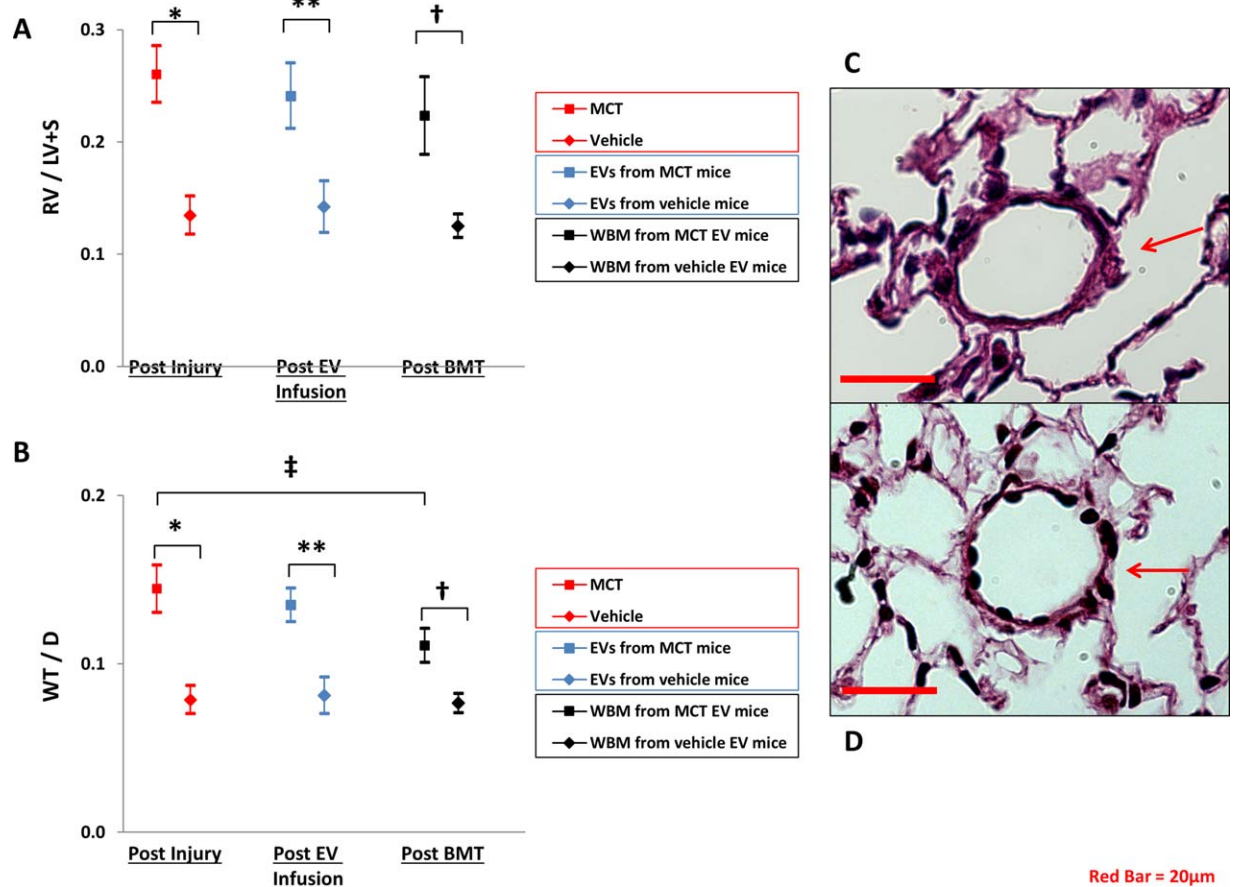 A
0.3
0.2
0.1
0.0
RV / LV+S
*
**
†
Post Injury
Post EV
Infusion
Post BMT
MCT
Vehicle
EVs from MCT mice
EVs from vehicle mice
WBM from MCT EV mice
WBM from vehicle EV mice
B
0.2
0.1
0.0
WT / D
‡
*
**
†
Post Injury
Post EV
Infusion
Post BMT
MCT
Vehicle
EVs from MCT mice
EVs from vehicle mice
WBM from MCT EV mice
WBM from vehicle EV mice
C
D
Red Bar = 20µm